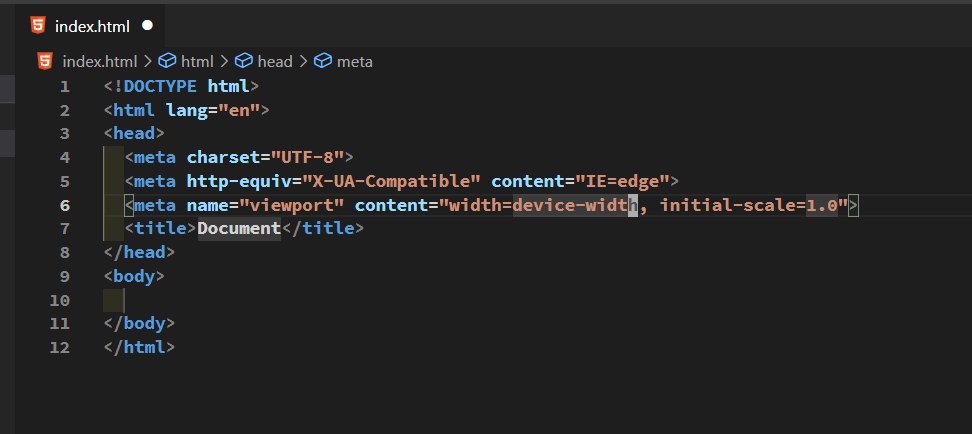 index.html
index.html > html > head > meta
1 <!DOCTYPE html>
2 <html lang="en">
3 <head>
4 <meta charset="UTF-8">
5 <meta http-equiv="X-UA-Compatible" content="IE=edge">
6 <meta name="viewport" content="width=device-width, initial-scale=1.0">
7 <title>Document</title>
8 </head>
9 <body>
10
11 </body>
12 </html>